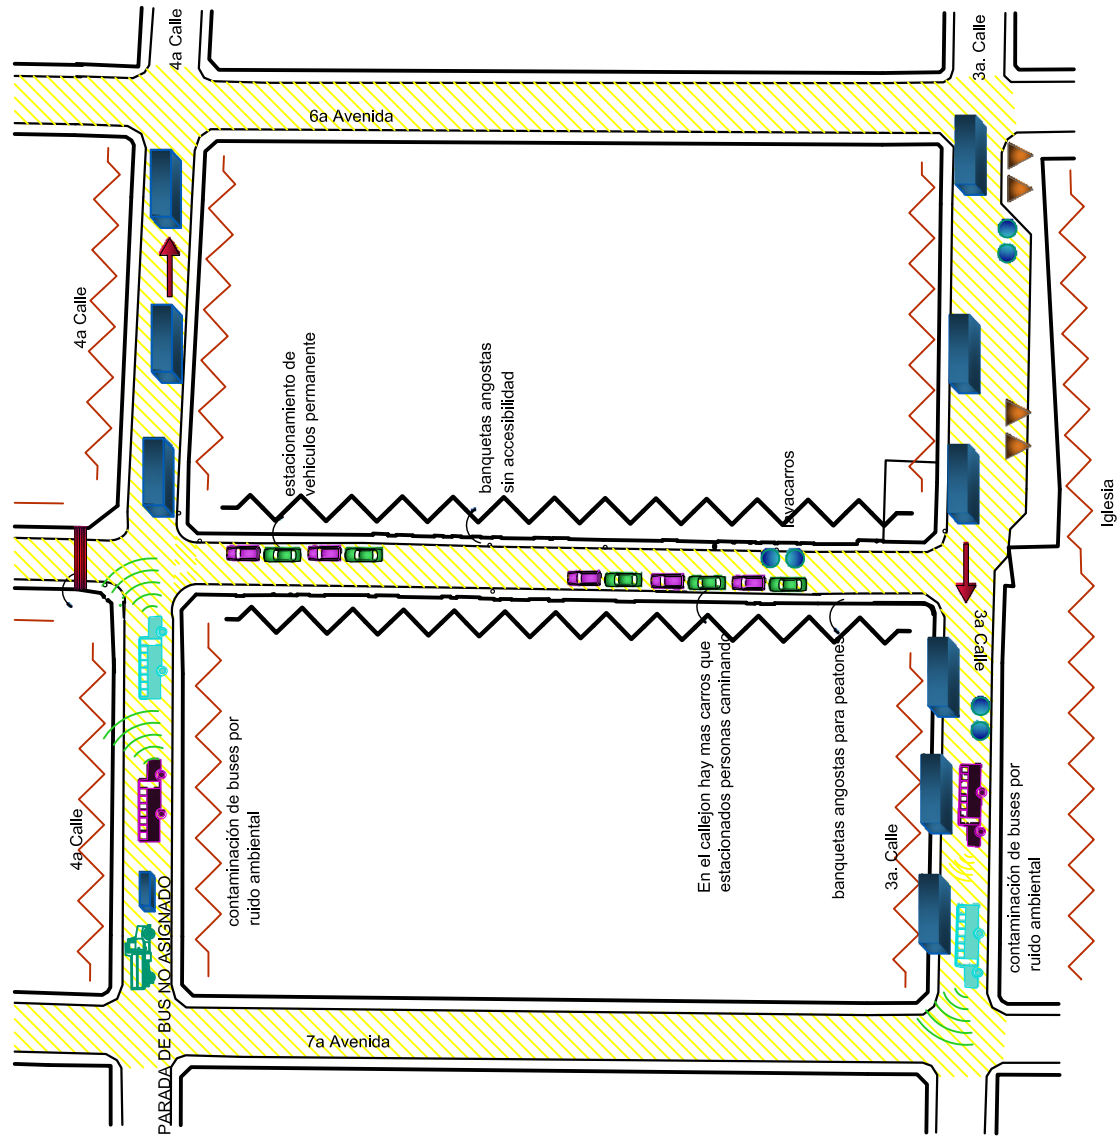 4a Calle
3a. Calle
6a Avenida
4a Calle
estacionamiento de
vehiculos permanente
banquetas angostas
sin accesibilidad
lavacarros
Iglesia
3a Calle
En el callejon hay mas carros que
estacionados personas caminando
banquetas angostas para peatones
4a Calle
contaminación de buses por
ruido ambiental
3a. Calle
contaminación de buses por
ruido ambiental
PARADA DE BUS NO ASIGNADO
7a Avenida